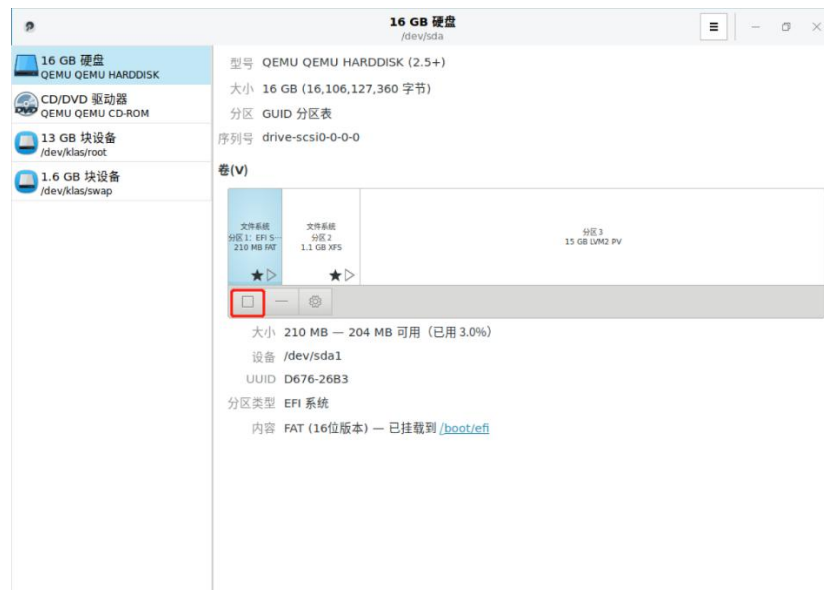 16 GB 硬盘
/dev/sda
16 GB 硬盘
QEMU QEMU HARDDISK
CD/DVD 驱动器
QEMU QEMU CD-ROM
13 GB 块设备
/dev/klas/root
1.6 GB 块设备
/dev/klas/swap
型号 QEMU QEMU HARDDISK (2.5+)
大小 16 GB (16,106,127,360 字节)
分区 GUID 分区表
序列号 drive-scsi0-0-0-0
卷(V)
文件系统
分区 1: EFI S…
210 MB FAT
文件系统
分区 2
1.1 GB XFS
分区 3
15 GB LVM2 PV
大小 210 MB — 204 MB 可用（已用 3.0%）
设备 /dev/sda1
UUID D676-26B3
分区类型 EFI 系统
内容 FAT (16位版本) — 已挂载到 /boot/efi